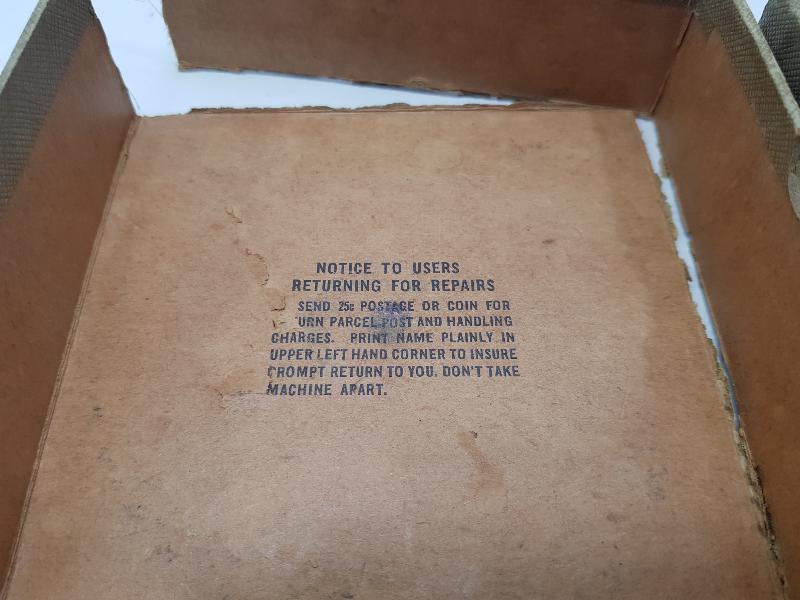 NOTICE TO USERS
RETURNING FOR REPAIRS
SEND 25¢ POSTAGE OR COIN FOR
URN PARCEL POST AND HANDLING
CHARGES. PRINT NAME PLAINLY IN
UPPER LEFT HAND CORNER TO INSURE
PROMPT RETURN TO YOU. DON'T TAKE
MACHINE APART.